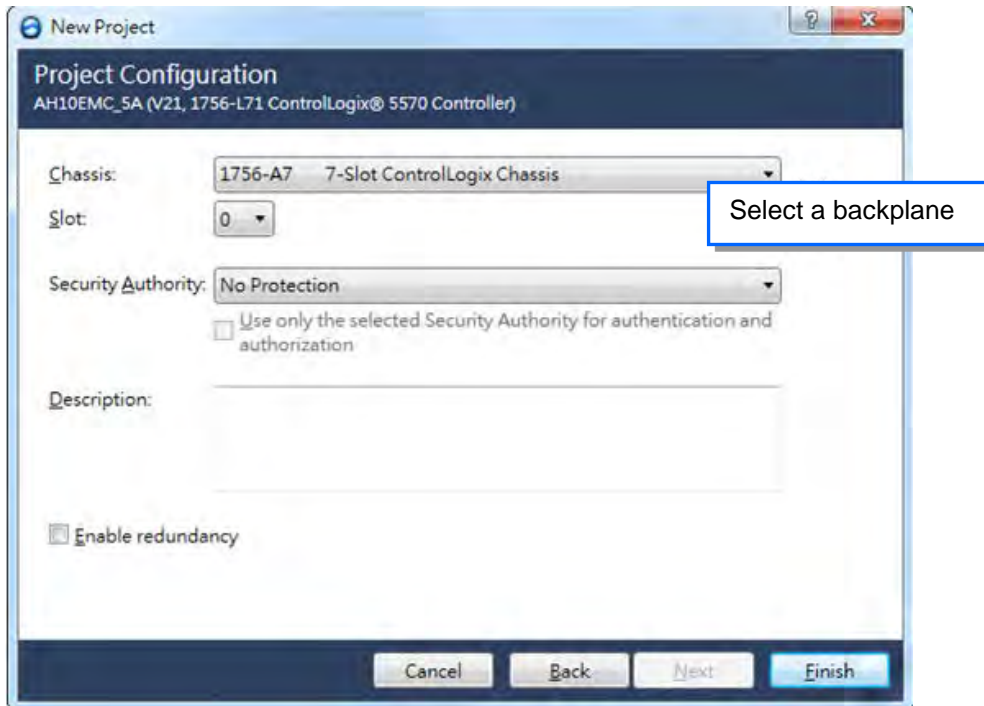 New Project
Project Configuration
AH10EMC_5A (V21, 1756-L71 ControlLogix® 5570 Controller)
Chassis: 1756-A7 7-Slot ControlLogix Chassis
Select a backplane
Slot: 0
Security Authority: No Protection
Use only the selected Security Authority for authentication and
authorization
Description:
Enable redundancy
Cancel Back Next Finish